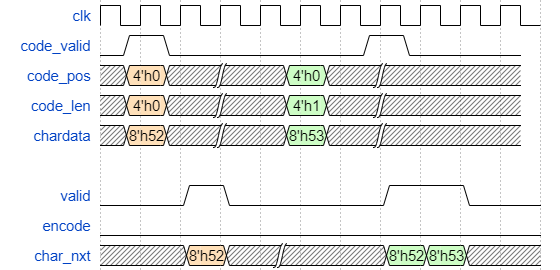 clk
code_valid
code_pos 4'h0 4'h0
code_len 4'h0 4'h1
chardata 8'h52 8'h53
valid
encode
char_nxt 8'h52 8'h52 8'h53